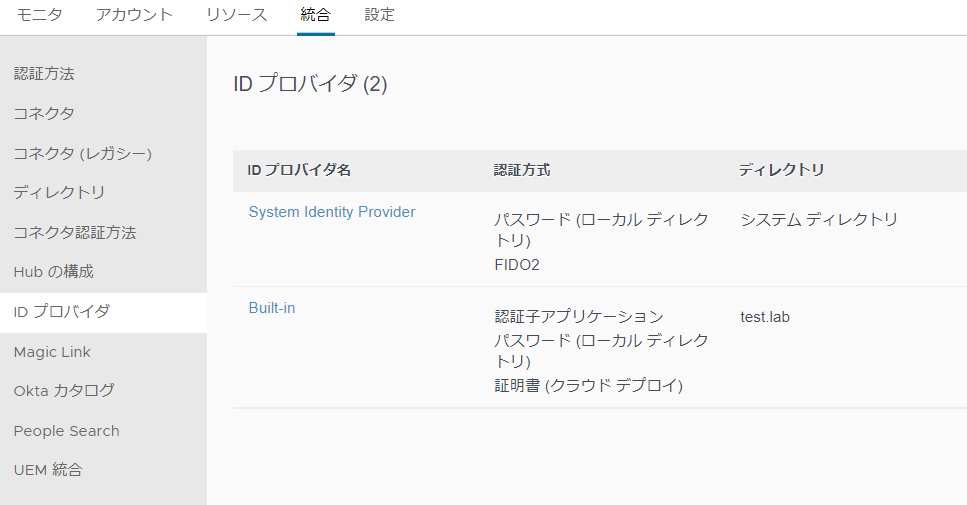 モニタ アカウント リソース 統合 設定
認証方法
コネクタ
コネクタ (レガシー)
ディレクトリ
コネクタ認証方法
Hub の構成
ID プロバイダ
Magic Link
Okta カタログ
People Search
UEM 統合
ID プロバイダ (2)
ID プロバイダ名 認証方式 ディレクトリ
System Identity Provider
パスワード (ローカル ディレク
トリ)
FIDO2
システム ディレクトリ
Built-in
認証子アプリケーション
パスワード (ローカル ディレク
トリ)
証明書 (クラウド デプロイ)
test.lab